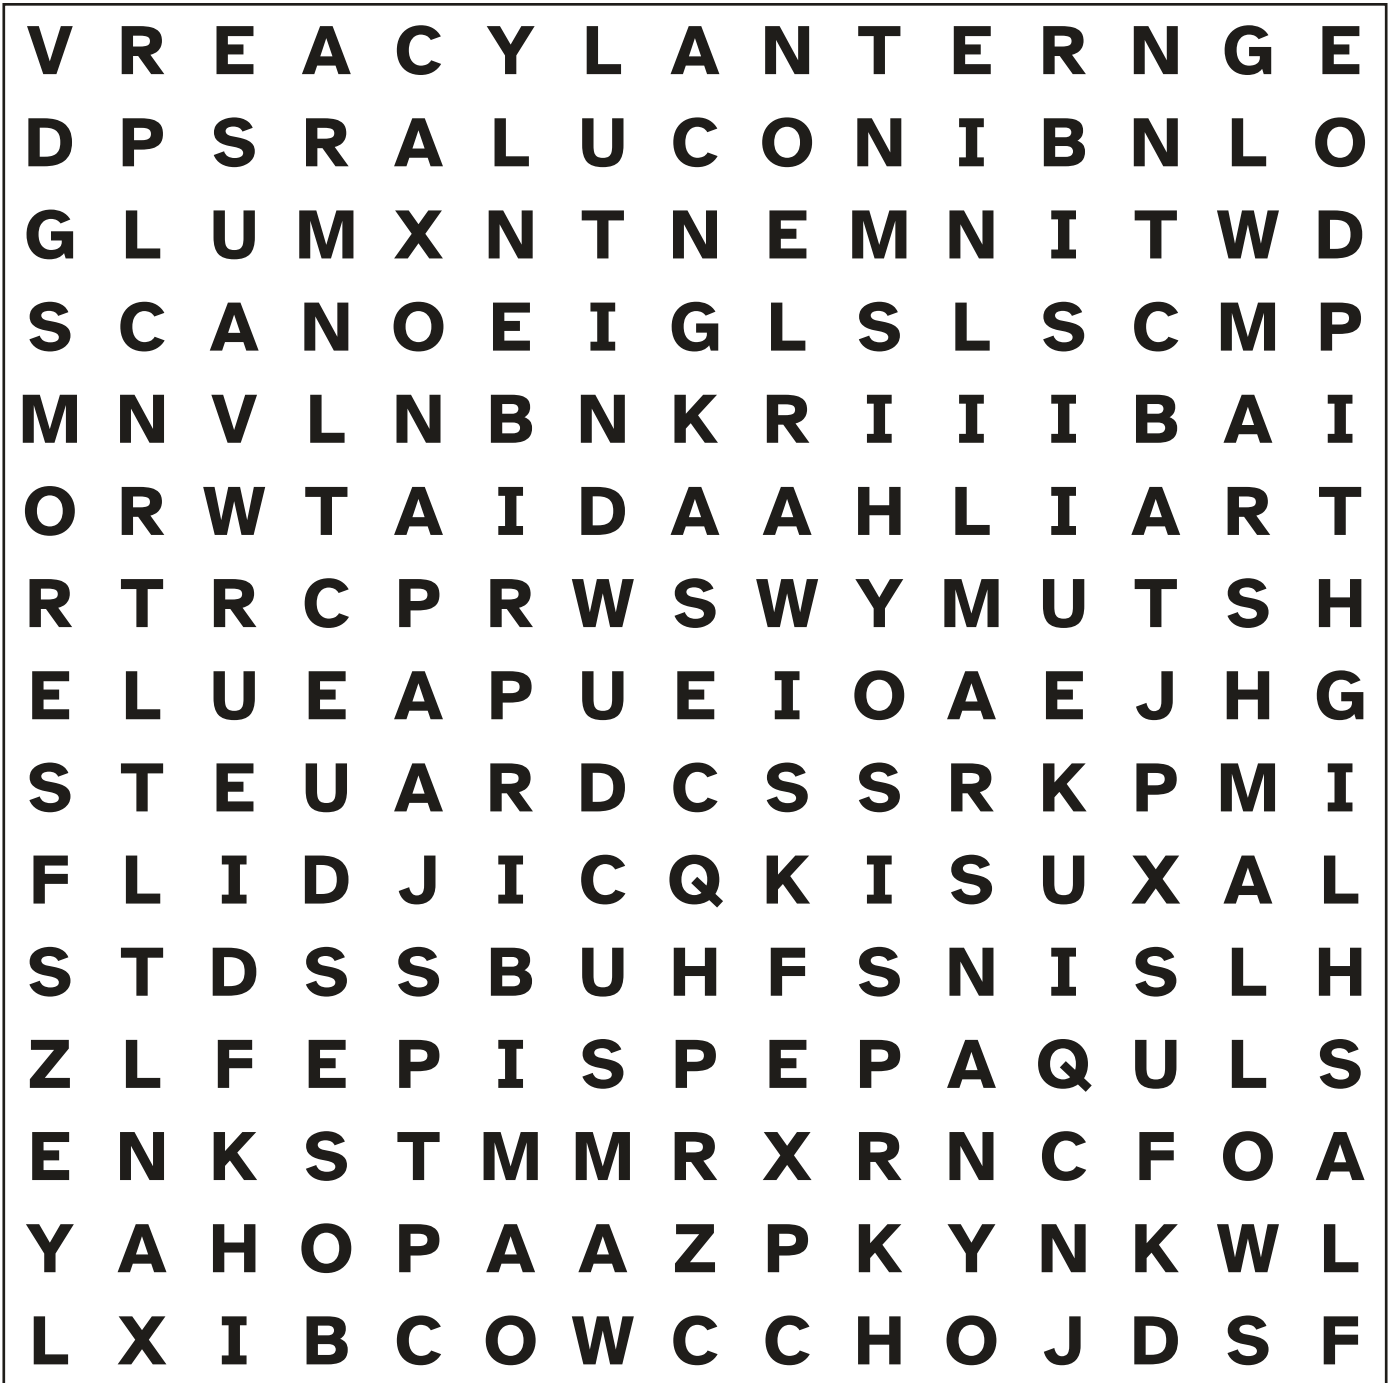 V R E A C Y L A N T E R N G E
D P S R A L U C O N I B N L O
G L U M X N T N E M N I T W D
S C A N O E I G L S L S C M P
M N V L N B N K R I I I B A I
O R W T A I D A A H L I A R T
R T R C P R W S W Y M U T S H
E L U E A P U E I O A E J H G
S T E U A R D C S S R K P M I
F L I D J I C Q K I S U X A L
S T D S S B U H F S N I S L H
Z L F E P I S P E P A Q U L S
E N K S T M M R X R N C F O A
Y A H O P A A Z P K Y N K W L
L X I B C O W C C H O J D S F